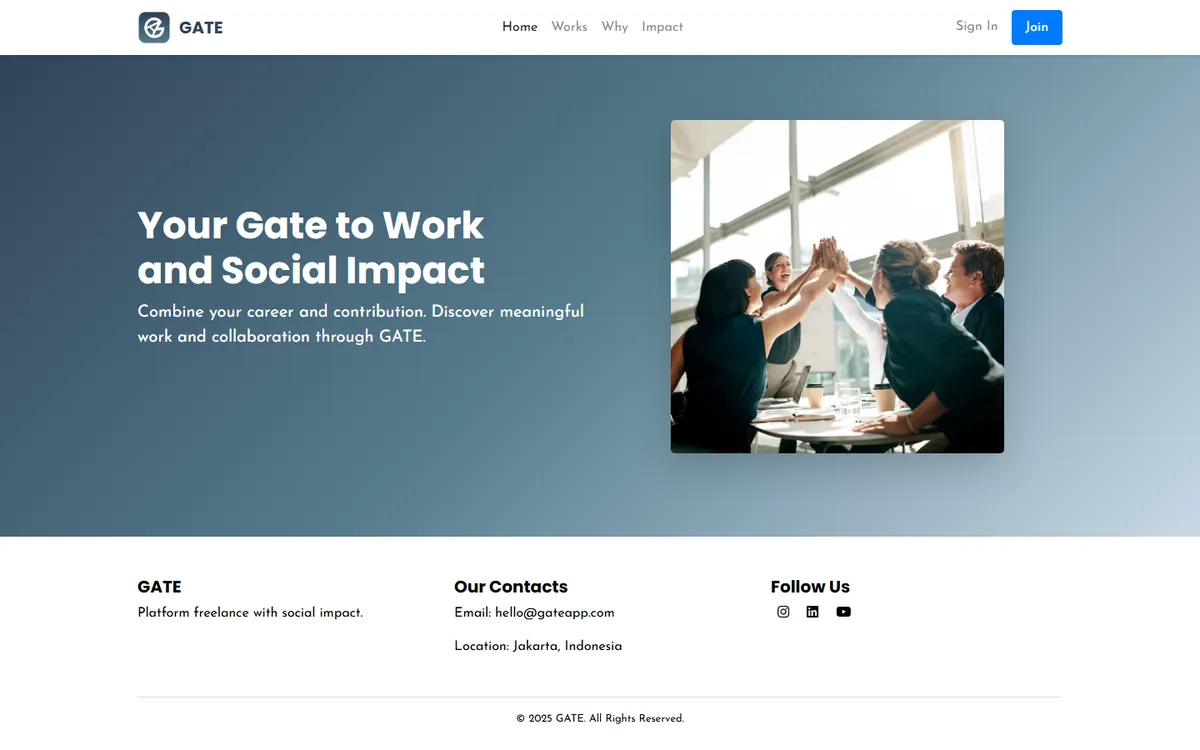 GATE
Home Works Why Impact
Sign In Join
Your Gate to Work
and Social Impact
Combine your career and contribution. Discover meaningful
work and collaboration through GATE.
GATE
Platform freelance with social impact.
Our Contacts
Email: hello@gateapp.com
Location: Jakarta, Indonesia
Follow Us
© 2025 GATE. All Rights Reserved.